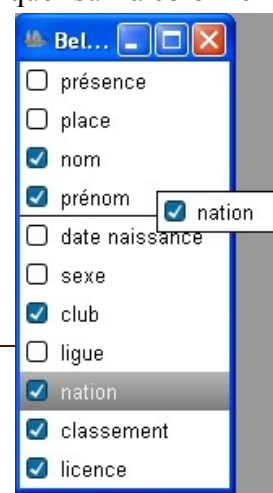 Bel...
présence
place
nom
prénom
nation
date naissance
sexe
club
ligue
nation
classement
licence